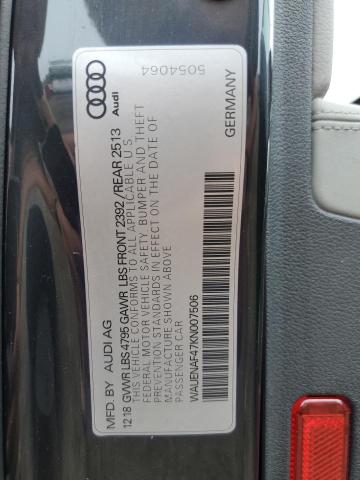 Audi
5054064
GERMANY
MFD. BY AUDI AG
12 18 GVWR LBS 4795 GAWR LBS FRONT 2392 / REAR 2513
THIS CAR CONFORMS TO ALL APPLICABLE U S
FEDERAL MOTOR VEHICLE SAFETY, BUMPER AND THEFT
PREVENTION STANDARDS IN EFFECT ON THE DATE OF
MANUFACTURE SHOWN ABOVE
PASSENGER CAR
WAUENAF47KN007506